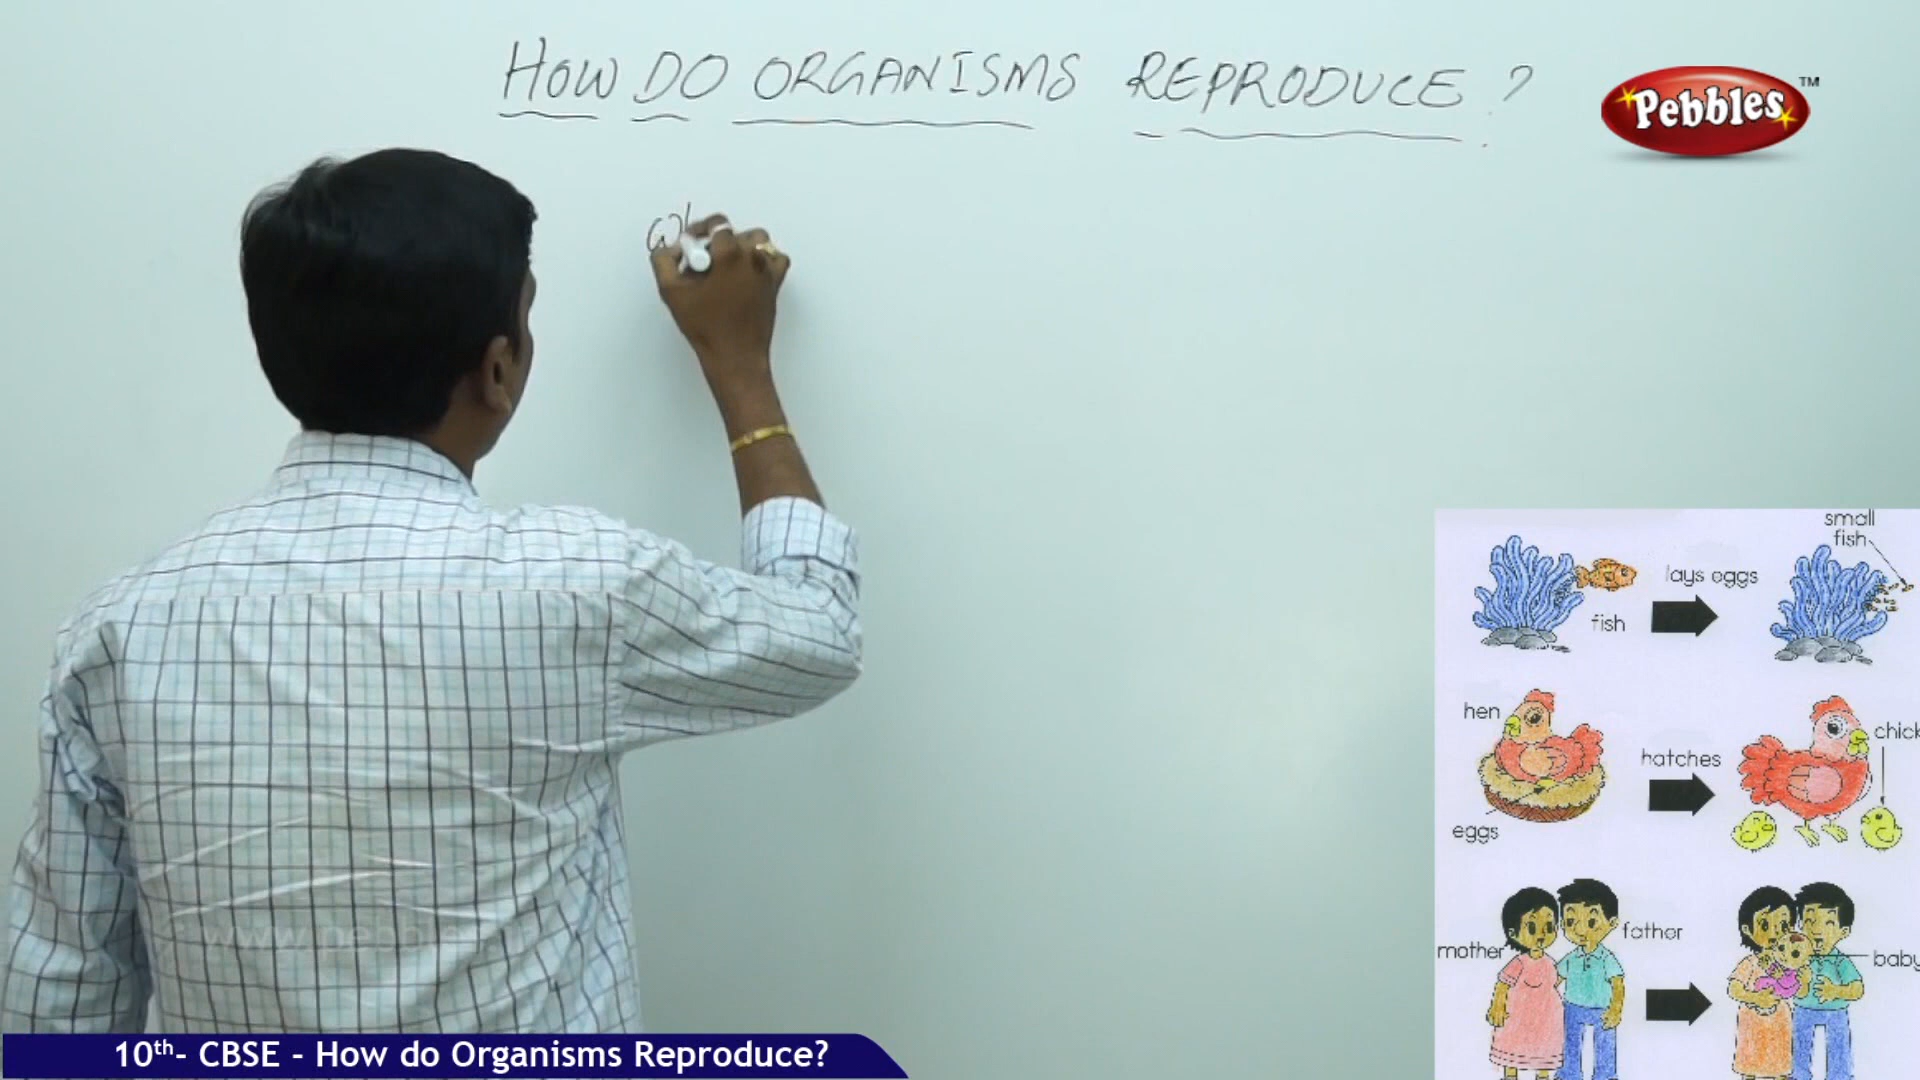 HOW DO ORGANISMS REPRODUCE ?
Pebbles™
small
fish
lays eggs
fish
hen
chick
hatches
eggs
mother
father
baby
10th- CBSE - How do Organisms Reproduce?